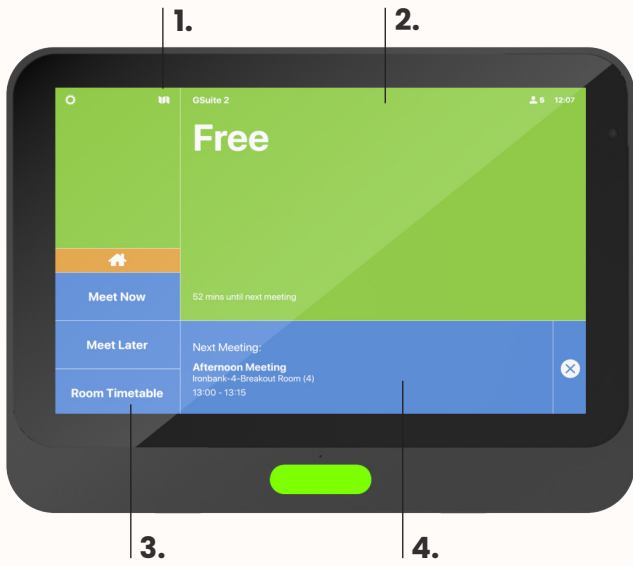 1.
2.
GSuite 2
5 12:07
Free
Meet Now
52 mins until next meeting
Meet Later
Next Meeting:
Afternoon Meeting
Ironbank-4-Breakout Room (4)
Room Timetable
13:00 - 13:15
3.
4.